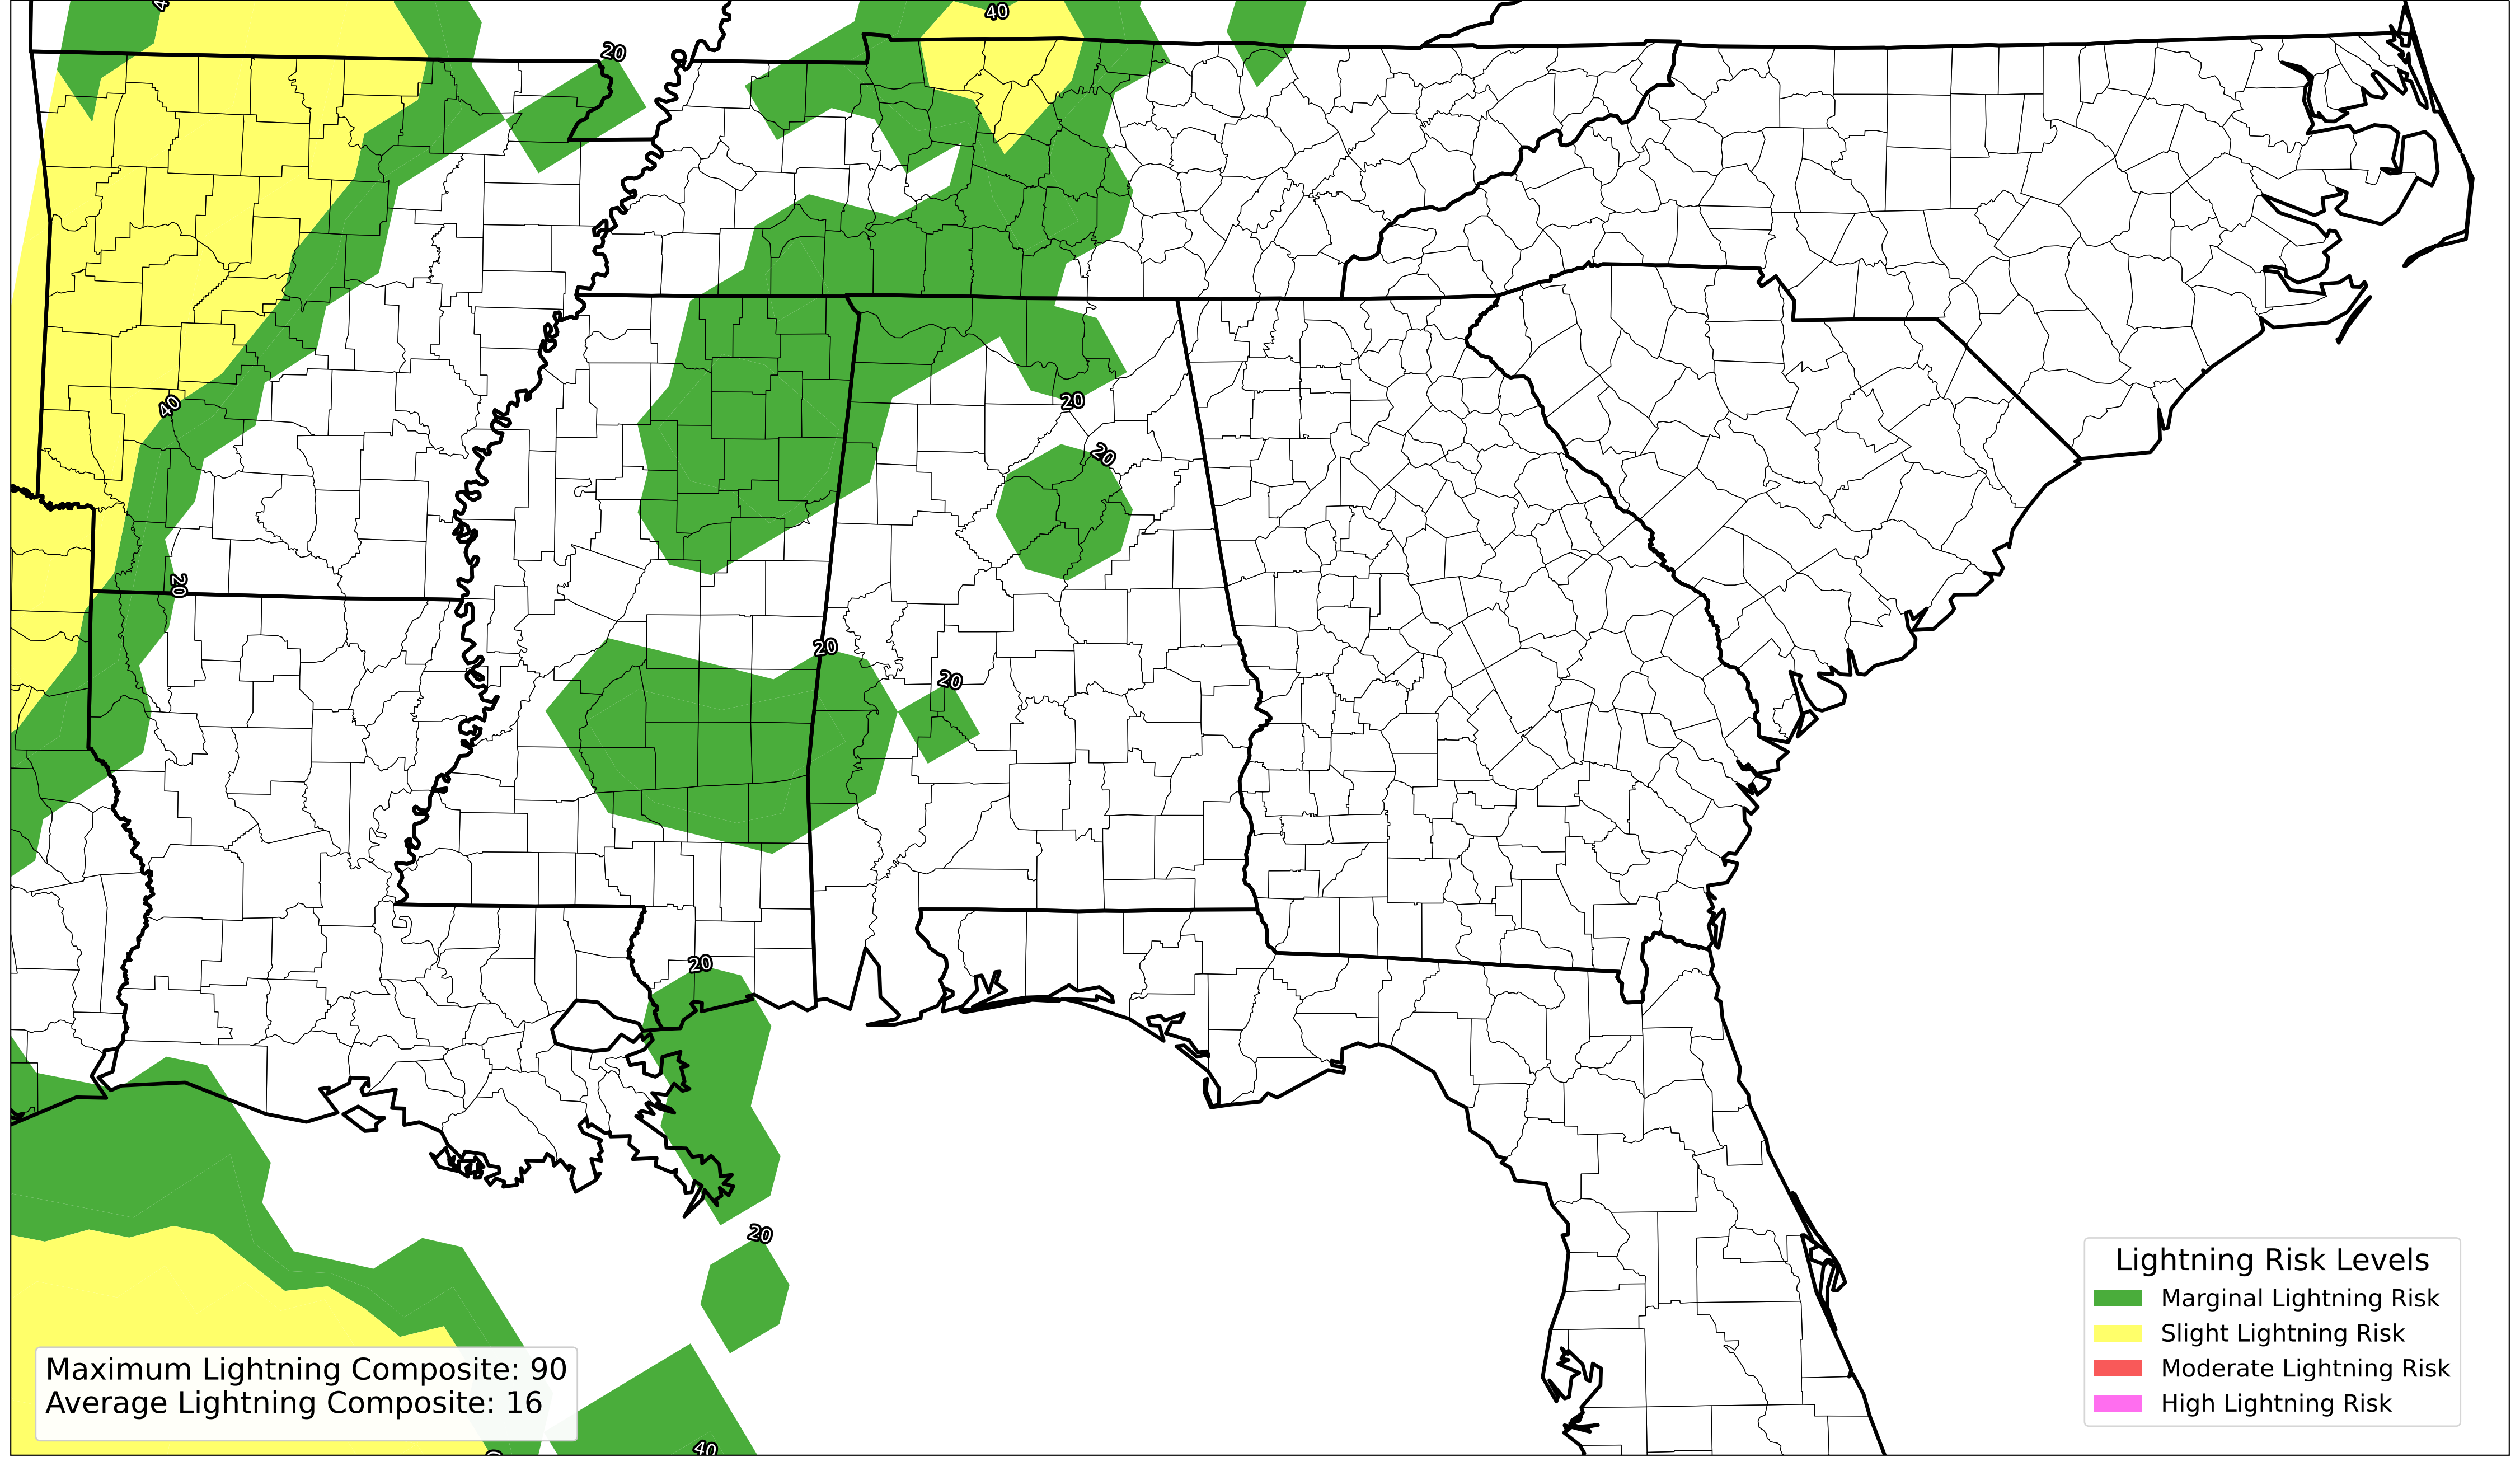 40
20
40
20
20
20
20
20
20
20
20
Lightning Risk Levels
Marginal Lightning Risk
Slight Lightning Risk
Moderate Lightning Risk
High Lightning Risk
Maximum Lightning Composite: 90
Average Lightning Composite: 16
40